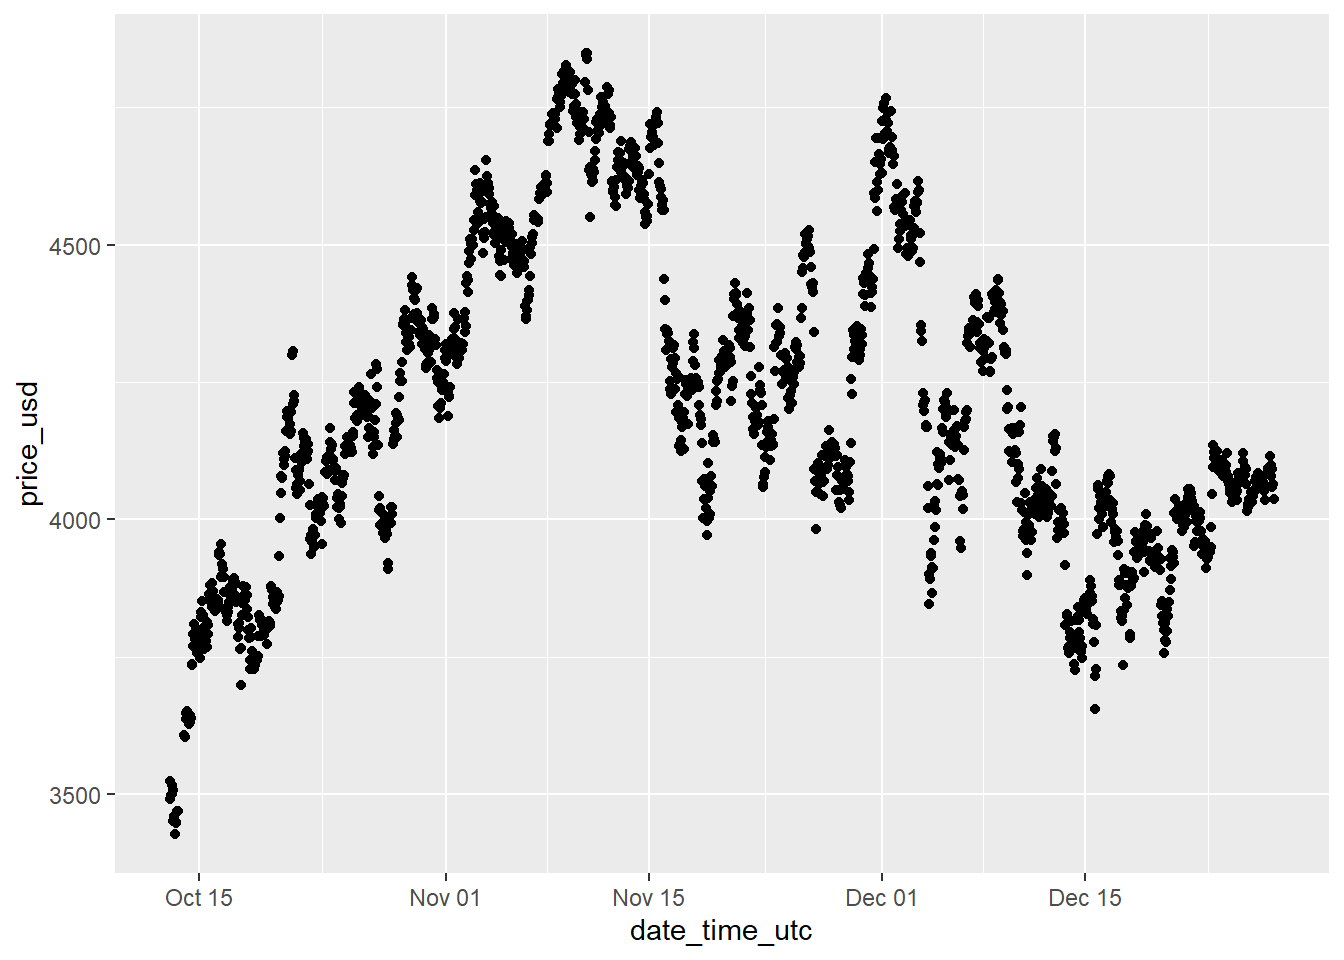 price_usd
4500
4000
3500
Oct 15
Nov 01
Nov 15
Dec 01
Dec 15
date_time_utc